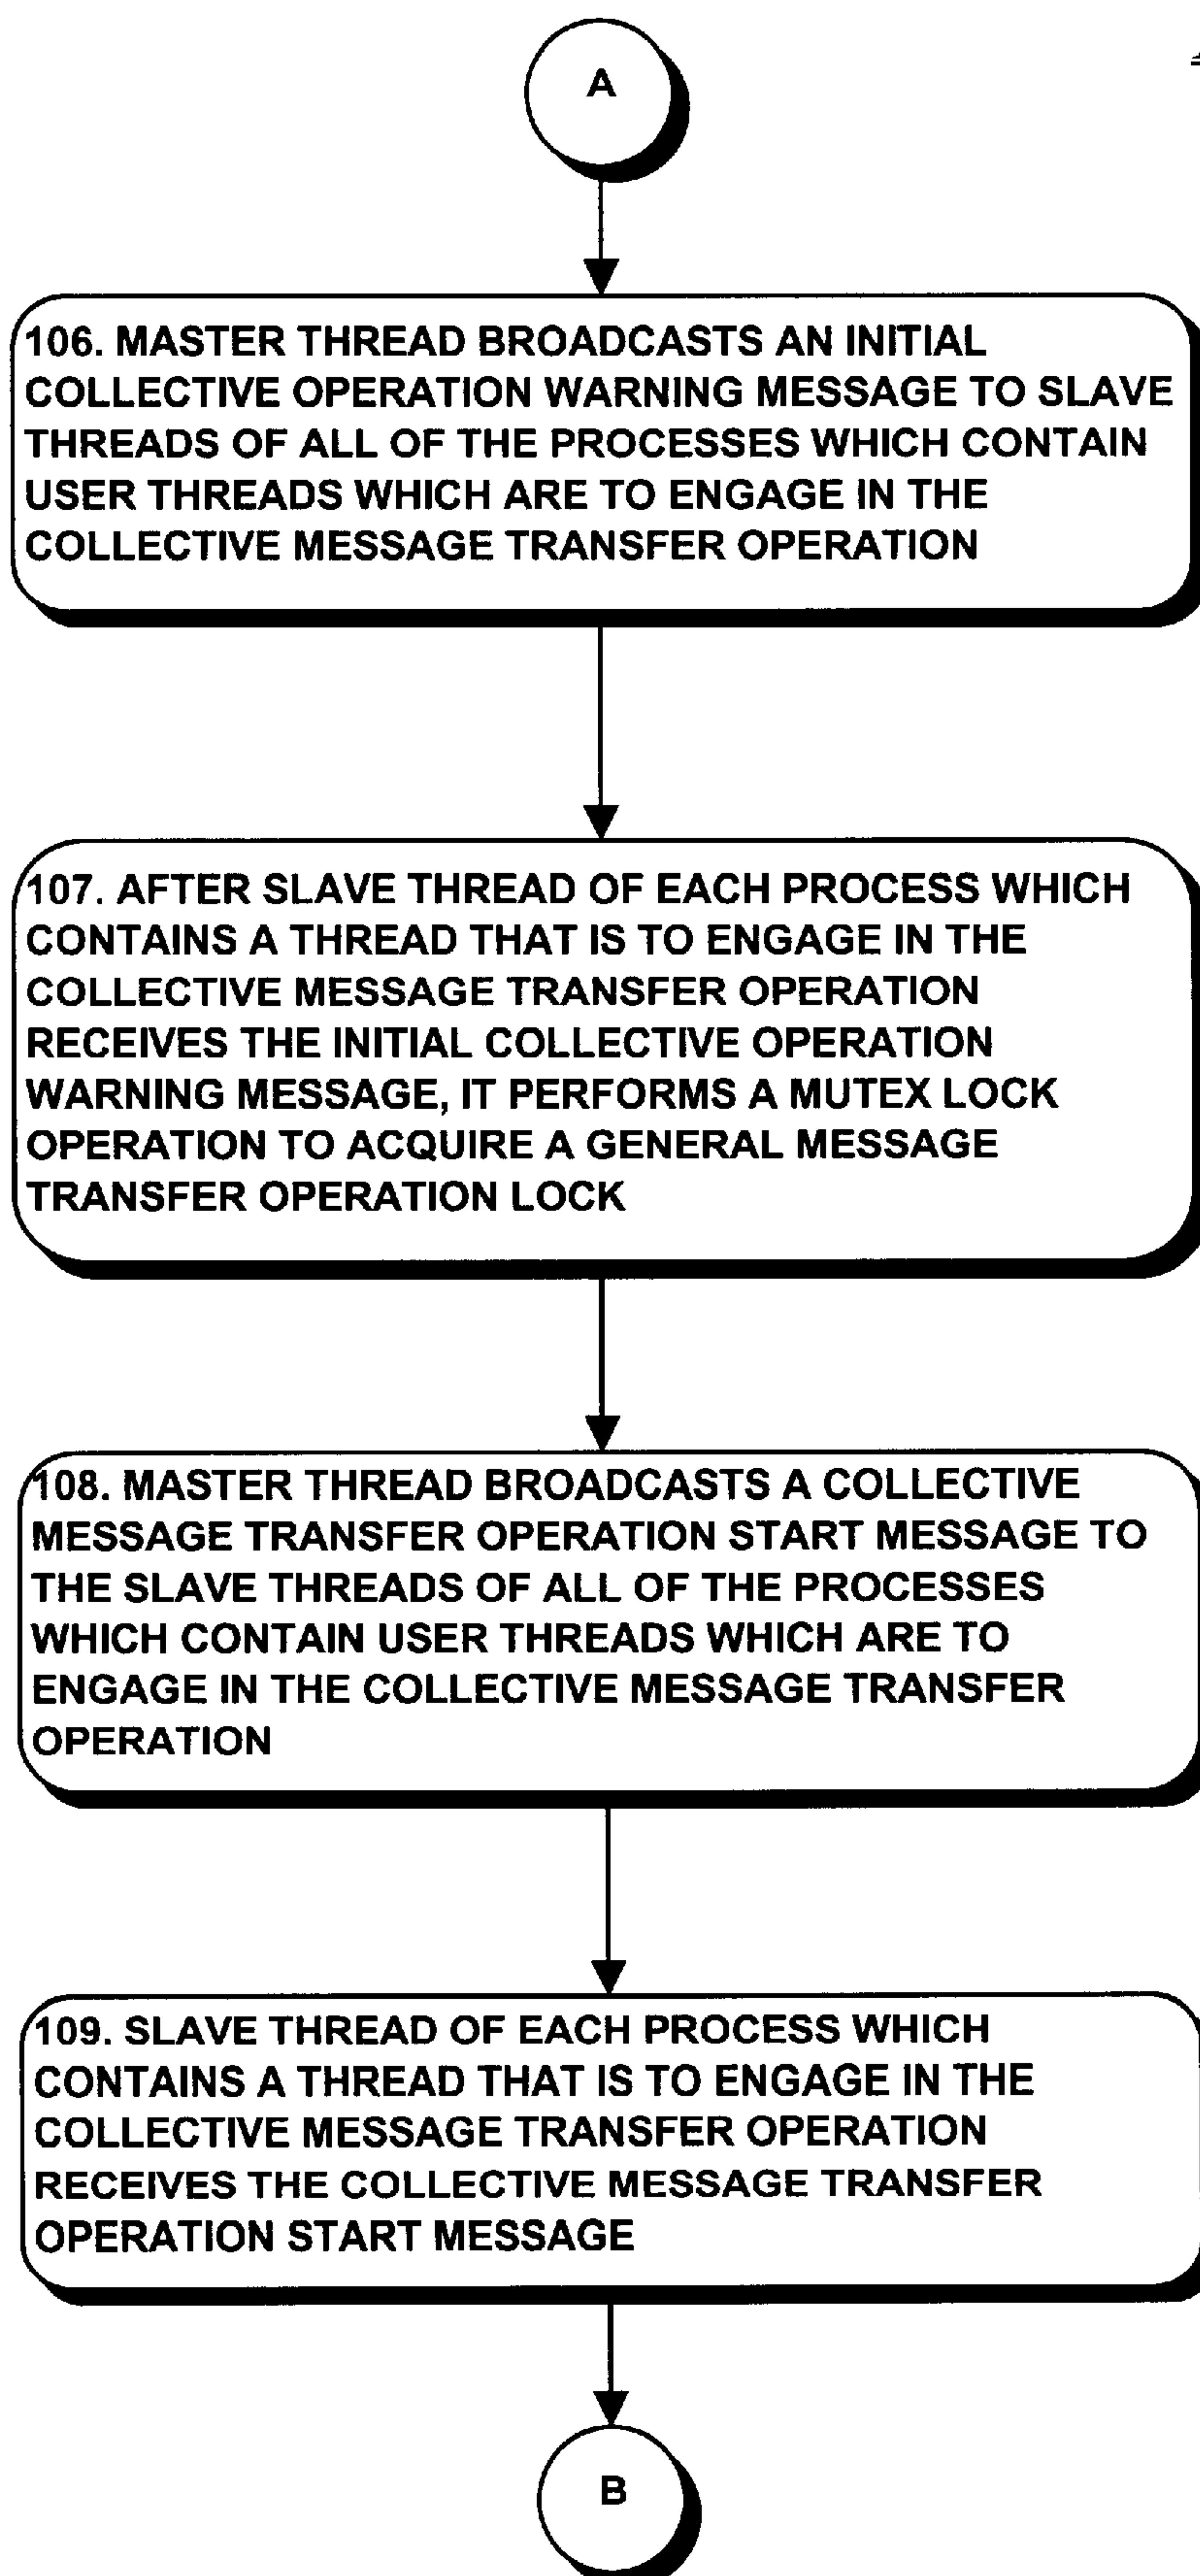 A
106. MASTER THREAD BROADCASTS AN INITIAL
COLLECTIVE OPERATION WARNING MESSAGE TO SLAVE
THREADS OF ALL OF THE PROCESSES WHICH CONTAIN
USER THREADS WHICH ARE TO ENGAGE IN THE
COLLECTIVE MESSAGE TRANSFER OPERATION
107. AFTER SLAVE THREAD OF EACH PROCESS WHICH
CONTAINS A THREAD THAT IS TO ENGAGE IN THE
COLLECTIVE MESSAGE TRANSFER OPERATION
RECEIVES THE INITIAL COLLECTIVE OPERATION
WARNING MESSAGE, IT PERFORMS A MUTEX LOCK
OPERATION TO ACQUIRE A GENERAL MESSAGE
TRANSFER OPERATION LOCK
108. MASTER THREAD BROADCASTS A COLLECTIVE
MESSAGE TRANSFER OPERATION START MESSAGE TO
THE SLAVE THREADS OF ALL OF THE PROCESSES
WHICH CONTAIN USER THREADS WHICH ARE TO
ENGAGE IN THE COLLECTIVE MESSAGE TRANSFER
OPERATION
109. SLAVE THREAD OF EACH PROCESS WHICH
CONTAINS A THREAD THAT IS TO ENGAGE IN THE
COLLECTIVE MESSAGE TRANSFER OPERATION
RECEIVES THE COLLECTIVE MESSAGE TRANSFER
OPERATION START MESSAGE
B